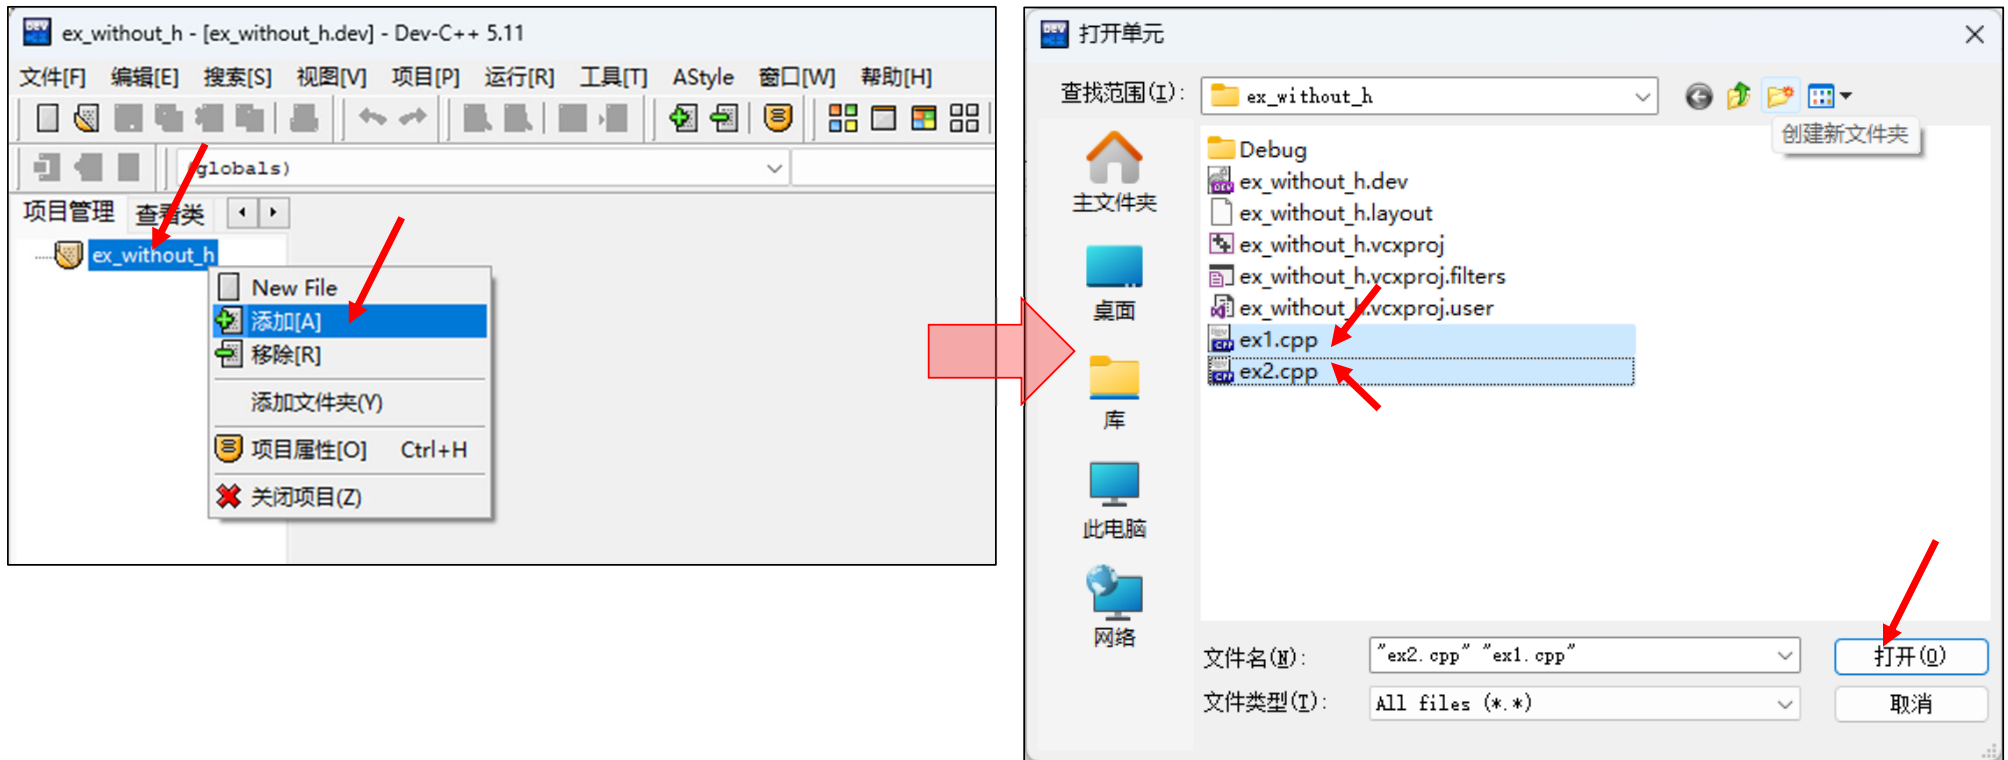 ex_without_h - [ex_without_h.dev] - Dev-C++ 5.11
文件[F] 编辑[E] 搜索[S] 视图[V] 项目[P] 运行[R] 工具[T] AStyle 窗口[W] 帮助[H]
(globals)
项目管理 查看类
ex_without_h
New File
添加[A]
移除[R]
添加文件夹(Y)
项目属性[O] Ctrl+H
关闭项目(Z)
打开单元
查找范围(I): ex_without_h
创建新文件夹
主文件夹
桌面
库
此电脑
网络
Debug
ex_without_h.dev
ex_without_h.layout
ex_without_h.vcxproj
ex_without_h.vcxproj.filters
ex_without_h.vcxproj.user
ex1.cpp
ex2.cpp
文件名(N): "ex2.cpp" "ex1.cpp" 打开(O)
文件类型(T): All files (*.*) 取消